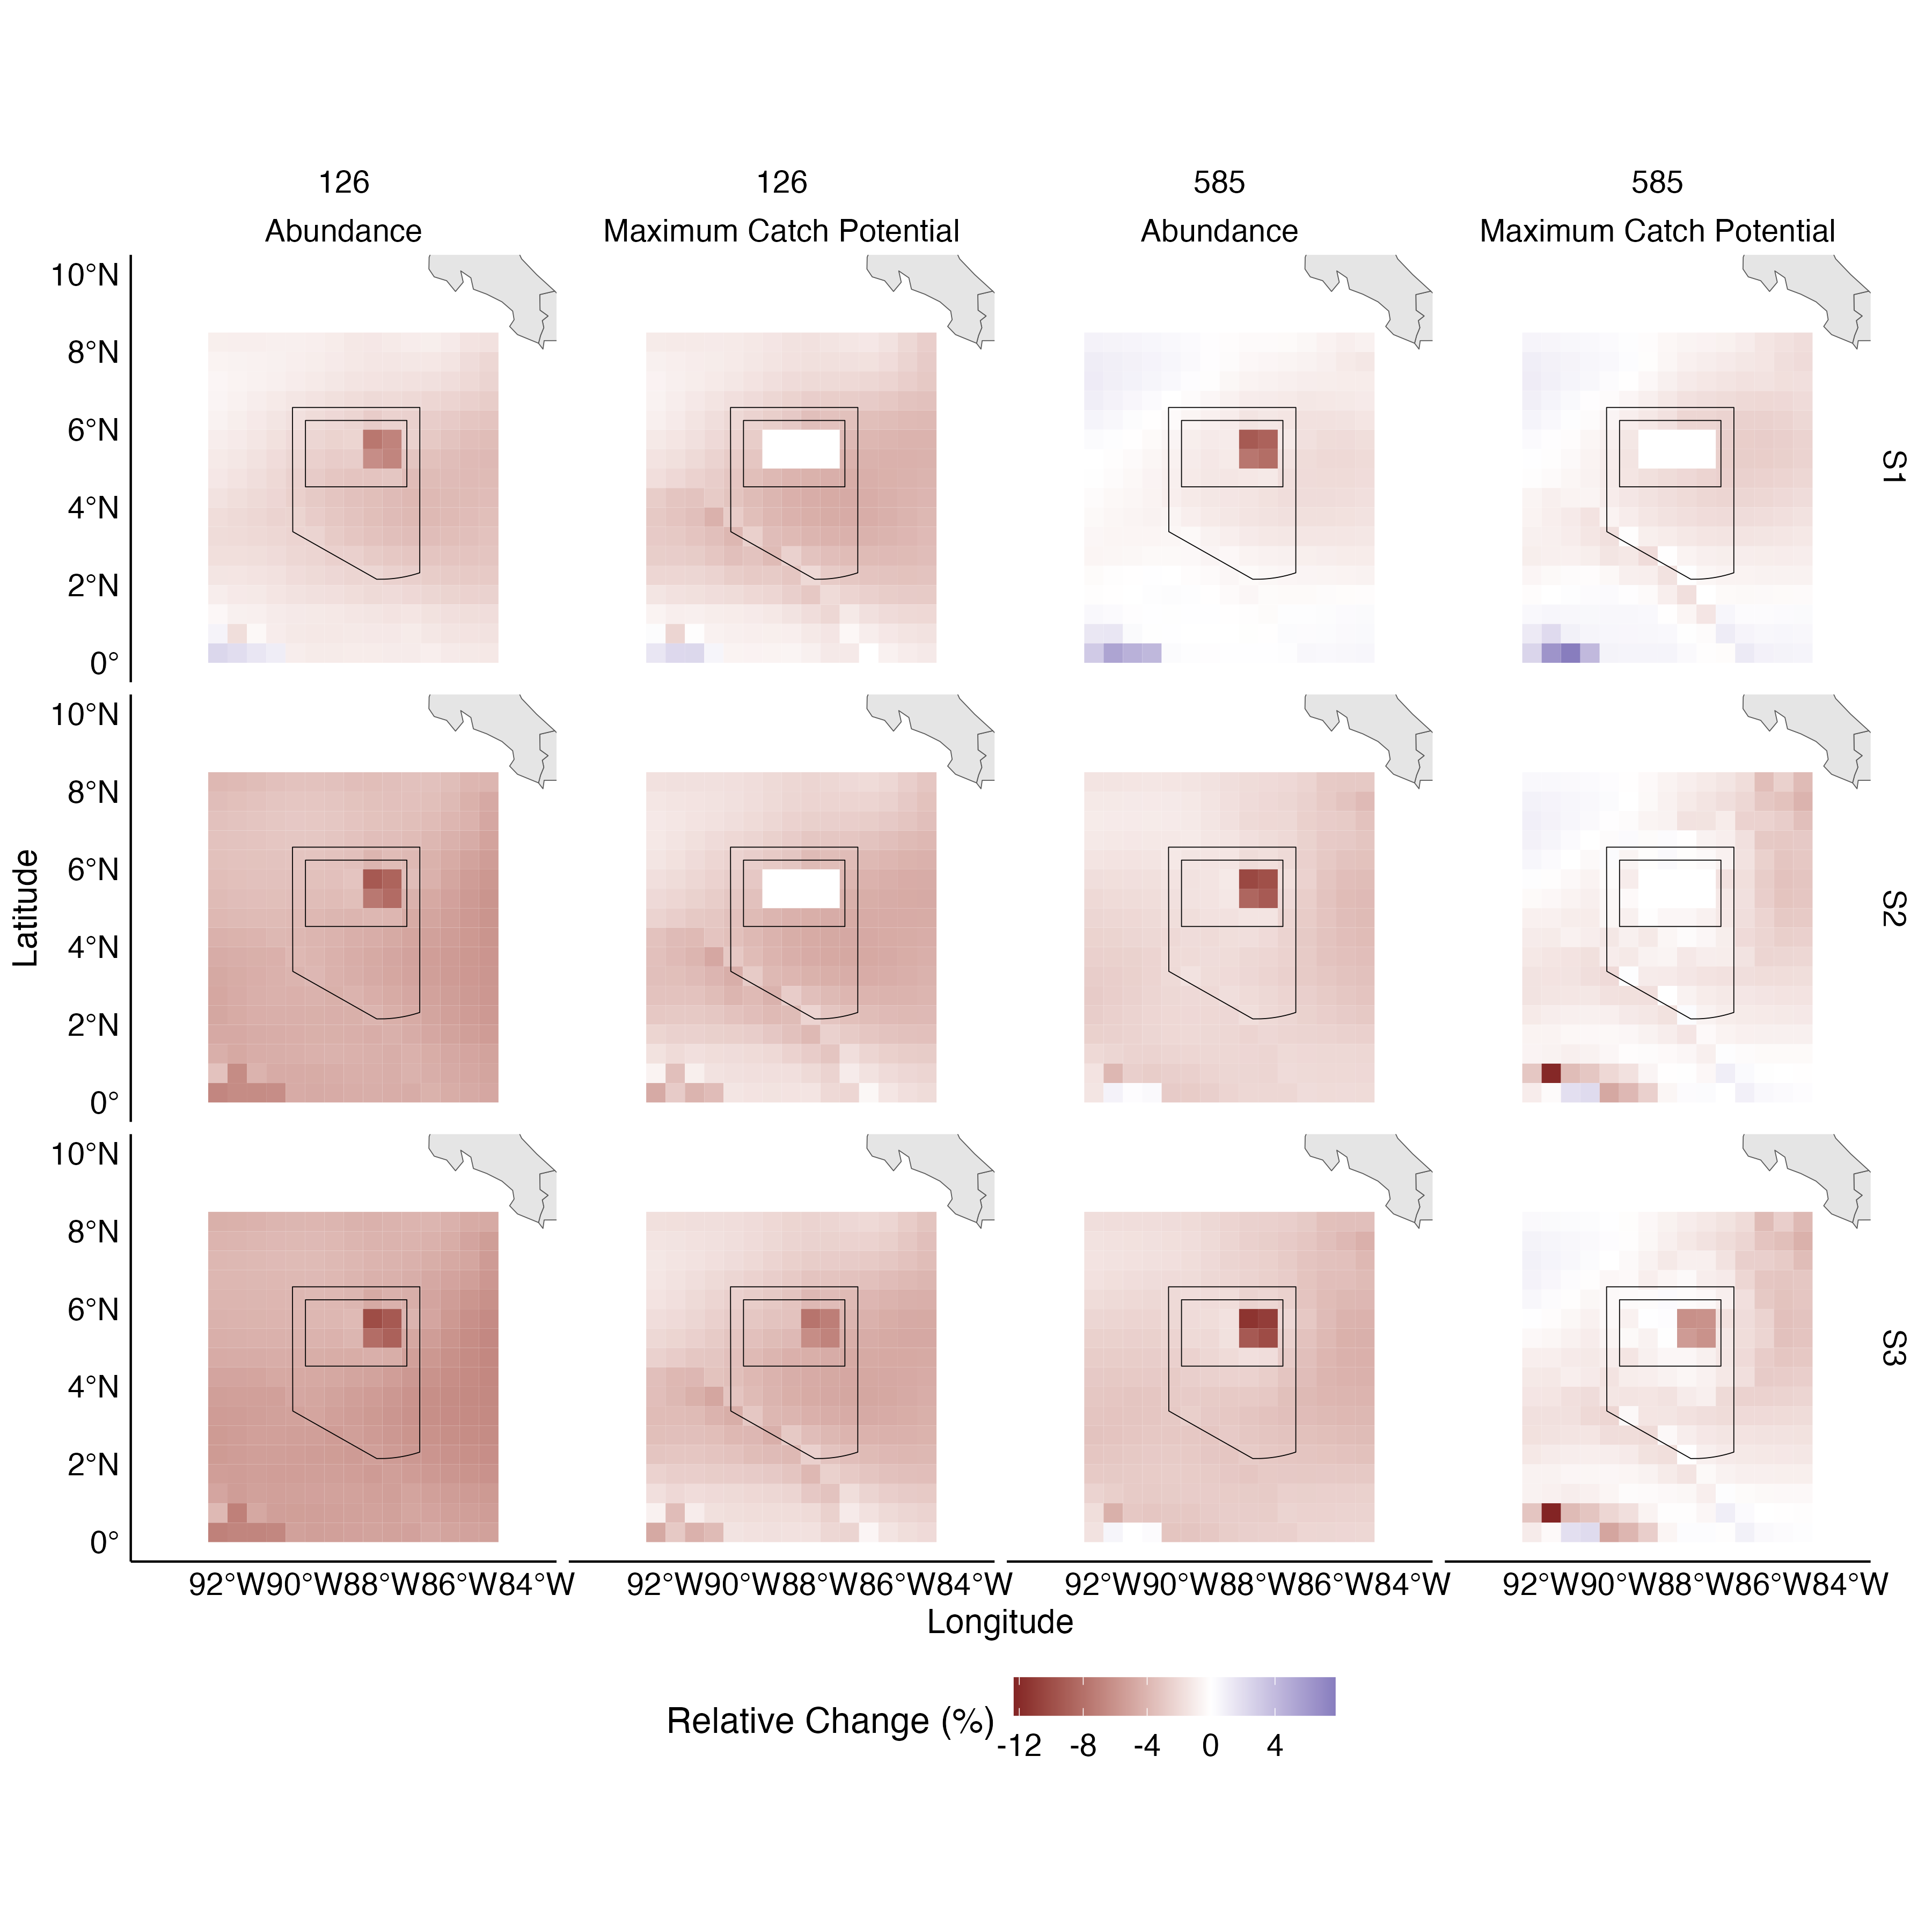 126 126 585 585
Abundance Maximum Catch Potential Abundance Maximum Catch Potential
10°N
8°N
6°N
4°N
2°N
0°
S1
10°N
8°N
6°N
4°N
2°N
0°
S2
10°N
8°N
6°N
4°N
2°N
0°
S3
Latitude
92°W90°W88°W86°W84°W 92°W90°W88°W86°W84°W 92°W90°W88°W86°W84°W 92°W90°W88°W86°W84°W
Longitude
Relative Change (%)
-12 -8 -4 0 4